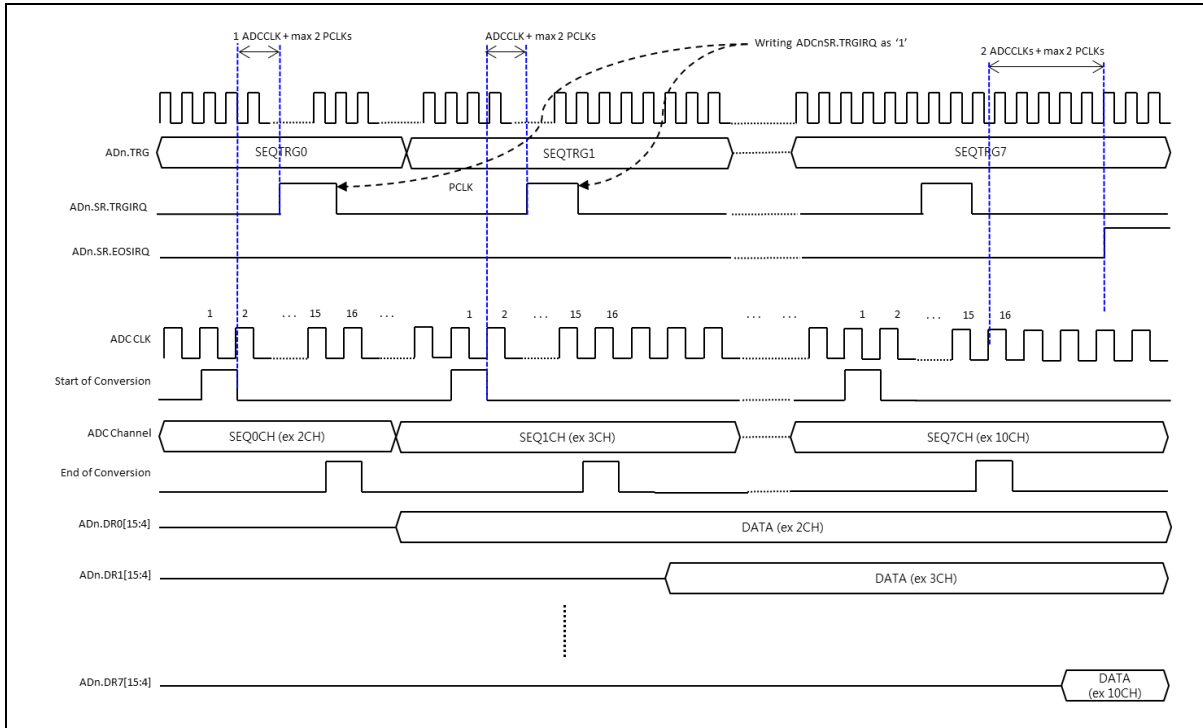 1 ADCCLK + max 2 PCLKs
ADCCLK + max 2 PCLKs
Writing ADCnSR.TRGIRQ as ‘1’
2 ADCCLKs + max 2 PCLKs
ADn.TRG
SEQTRG0
SEQTRG1
SEQTRG7
PCLK
ADn.SR.TRGIRQ
ADn.SR.EOSIRQ
1 2 ... 15 16 ... 1 2 ... 15 16 ... ... 1 2 ... 15 16
ADC CLK
Start of Conversion
ADC Channel
SEQ0CH (ex 2CH)
SEQ1CH (ex 3CH)
SEQ7CH (ex 10CH)
End of Conversion
ADn.DR0[15:4]
DATA (ex 2CH)
ADn.DR1[15:4]
DATA (ex 3CH)
ADn.DR7[15:4]
DATA
(ex 10CH)